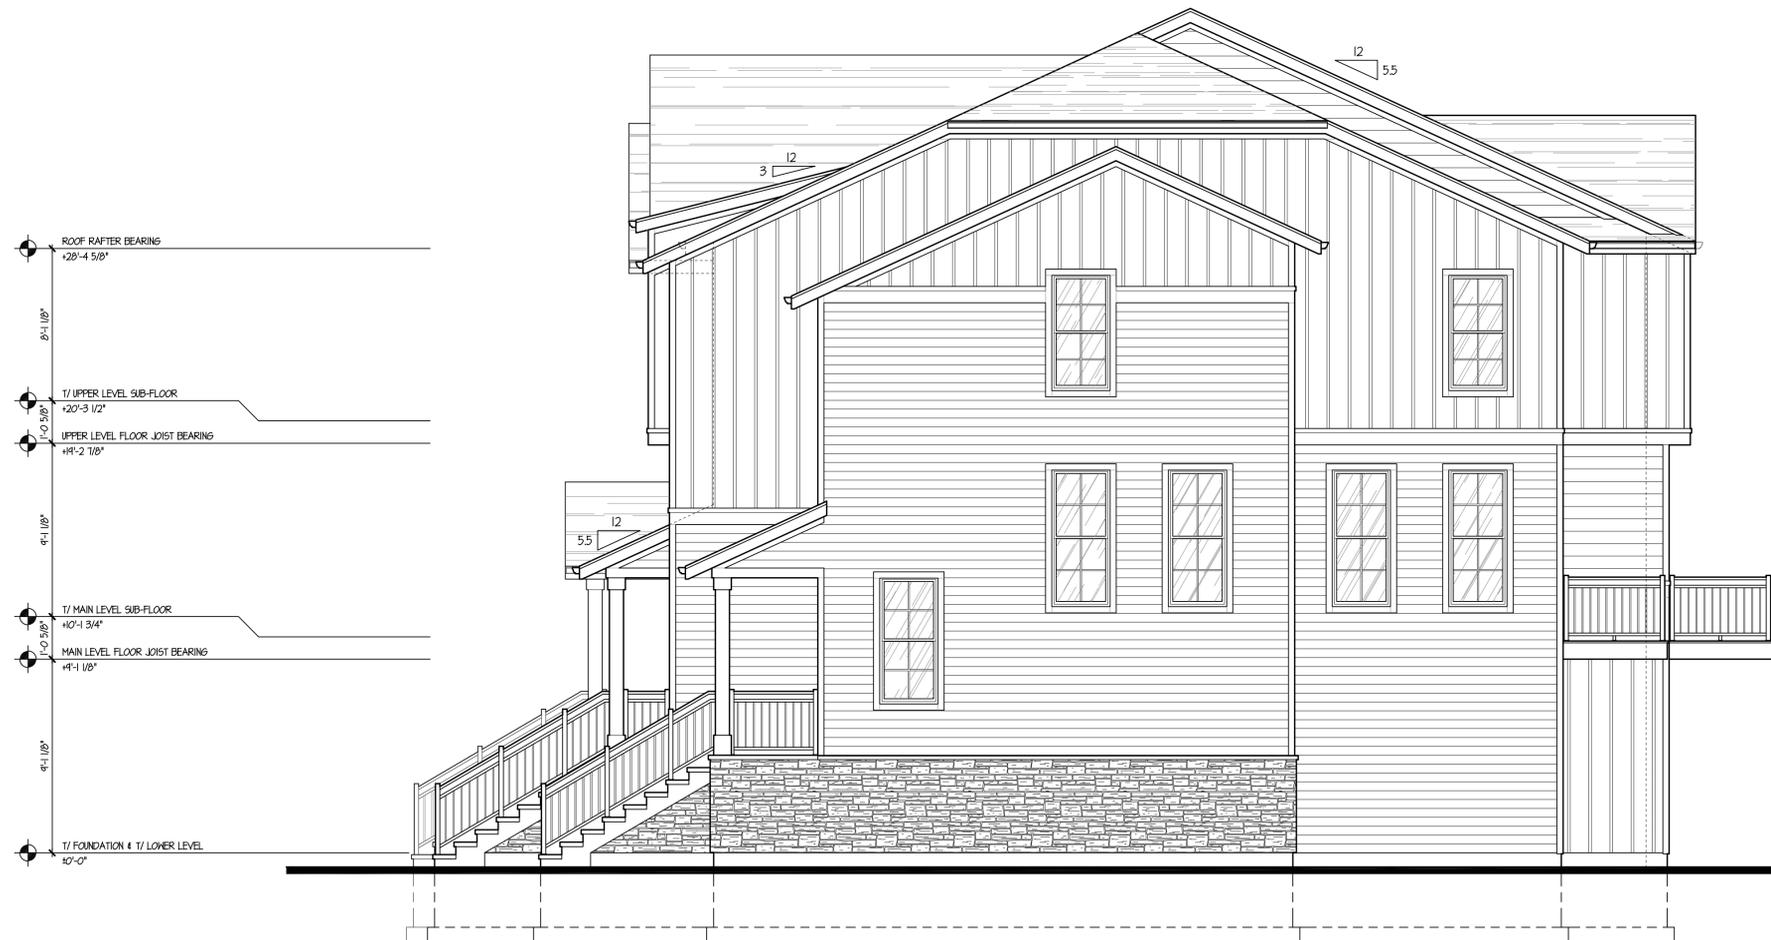 12
5.5
12
3
ROOF RAFTER BEARING
+28'-4 5/8"
8'-1 1/8"
T/ UPPER LEVEL SUB-FLOOR
+20'-3 1/2"
1'-0 5/8"
UPPER LEVEL FLOOR JOIST BEARING
+19'-2 7/8"
12
5.5
9'-1 1/8"
T/ MAIN LEVEL SUB-FLOOR
+10'-1 3/4"
1'-0 5/8"
MAIN LEVEL FLOOR JOIST BEARING
+9'-1 1/8"
9'-1 1/8"
T/ FOUNDATION & T/ LOWER LEVEL
±0'-0"